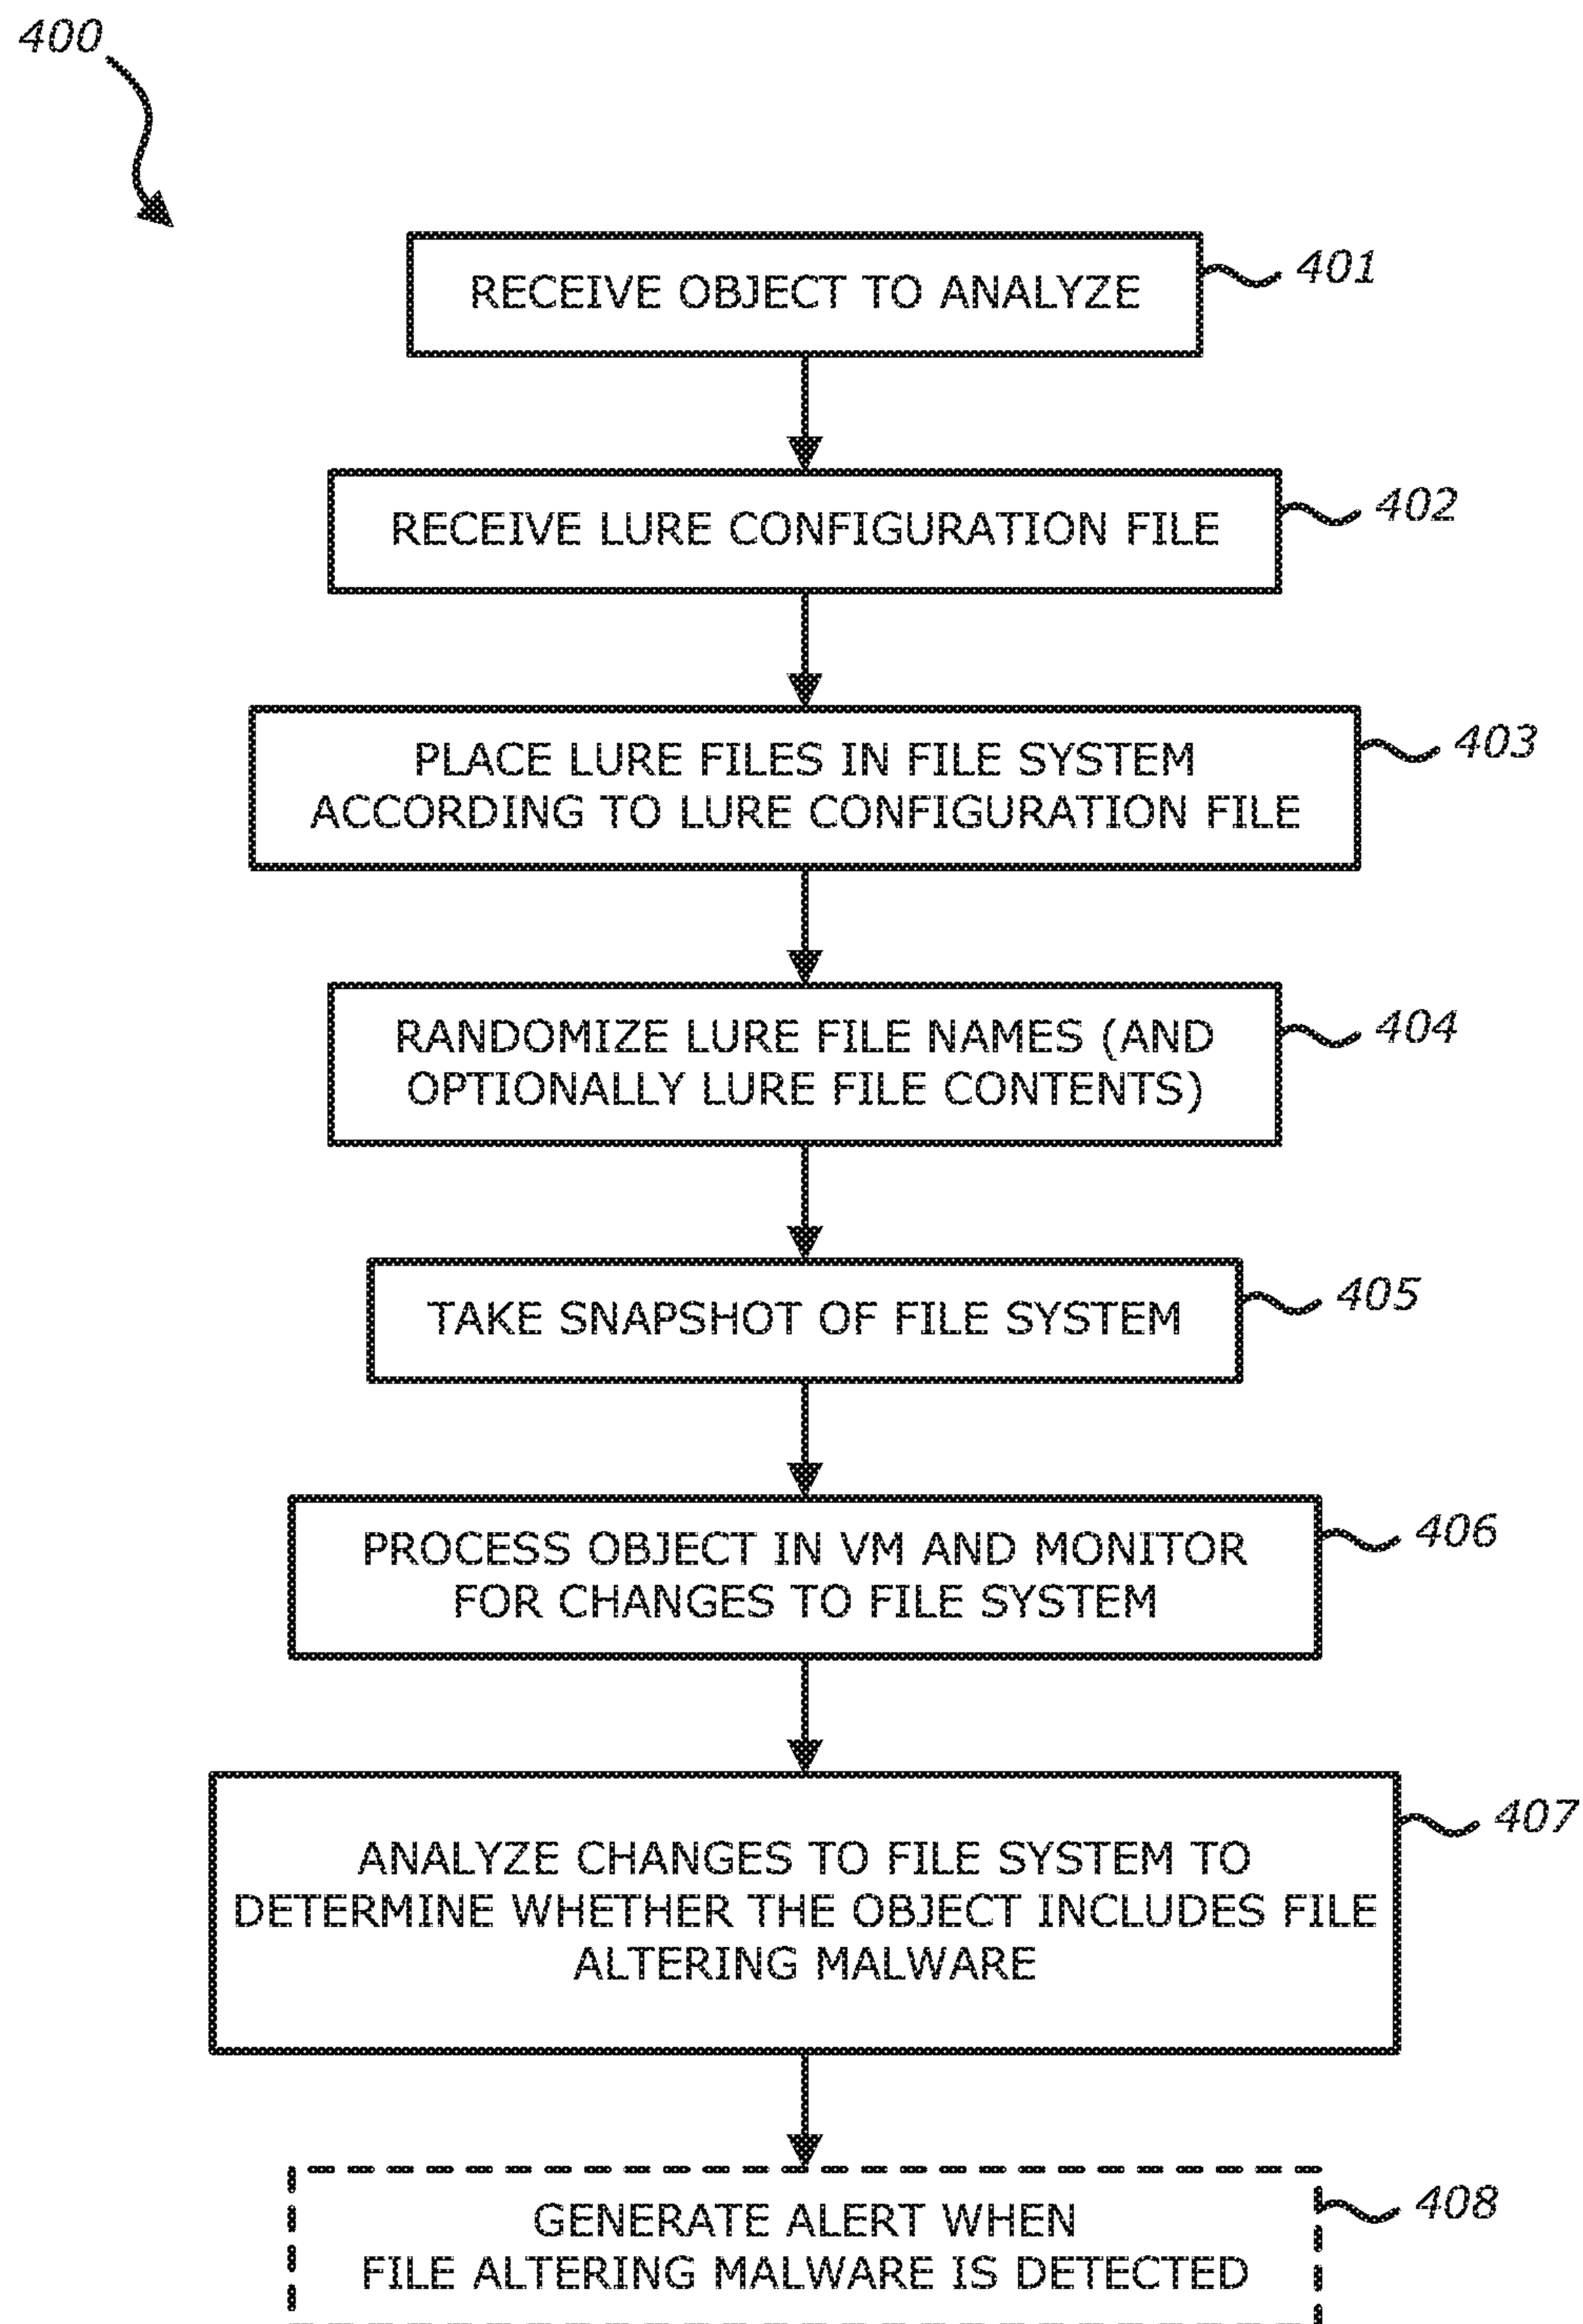 400
RECEIVE OBJECT TO ANALYZE
401
RECEIVE LURE CONFIGURATION FILE
402
PLACE LURE FILES IN FILE SYSTEM
ACCORDING TO LURE CONFIGURATION FILE
403
RANDOMIZE LURE FILE NAMES (AND
OPTIONALLY LURE FILE CONTENTS)
404
TAKE SNAPSHOT OF FILE SYSTEM
405
PROCESS OBJECT IN VM AND MONITOR
FOR CHANGES TO FILE SYSTEM
406
ANALYZE CHANGES TO FILE SYSTEM TO
DETERMINE WHETHER THE OBJECT INCLUDES FILE
ALTERING MALWARE
407
GENERATE ALERT WHEN
FILE ALTERING MALWARE IS DETECTED
408